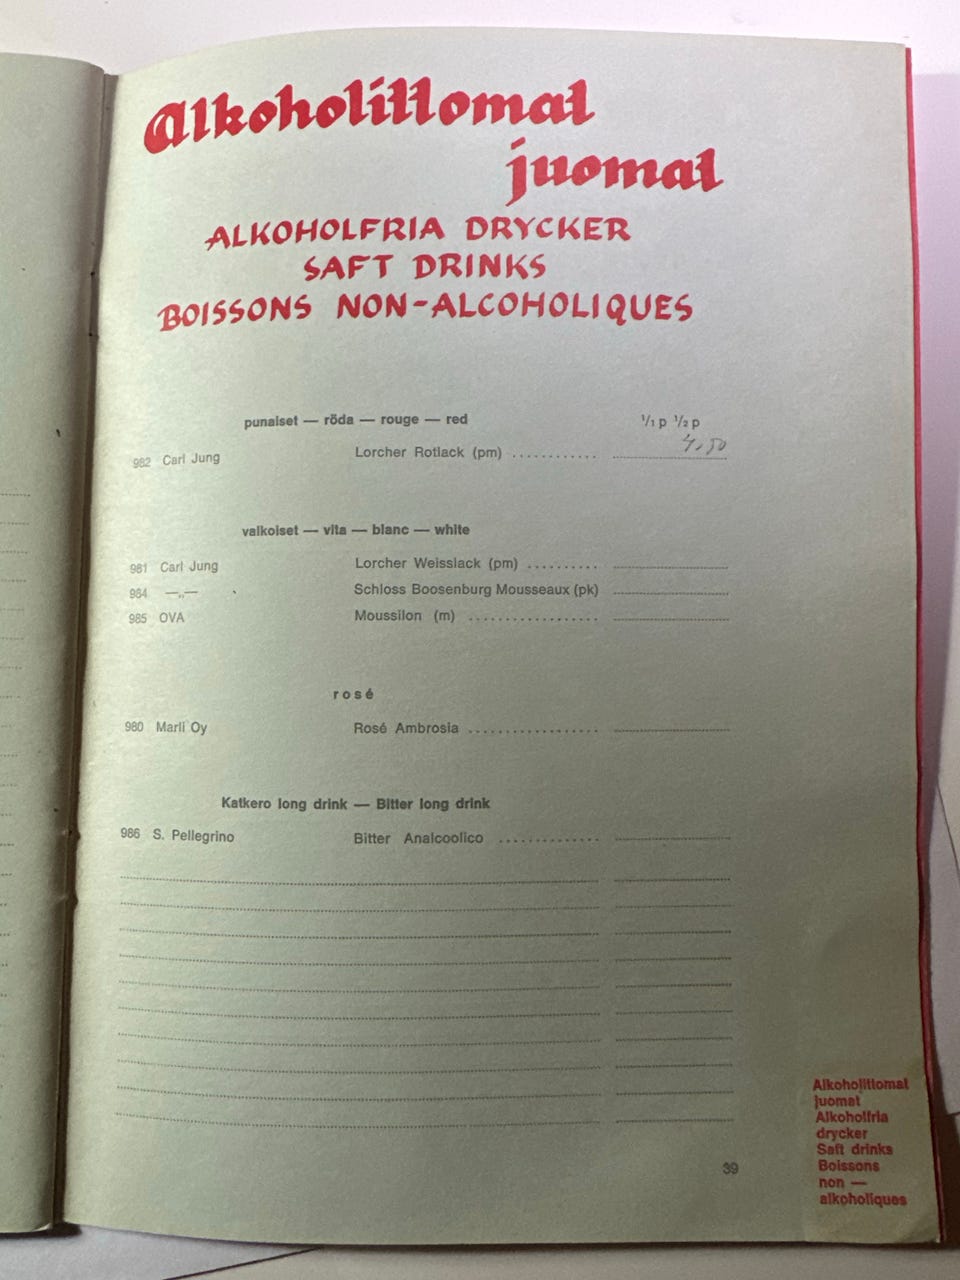 Alkoholittomat
juomat
ALKOHOLFRIA DRYCKER
SAFT DRINKS
BOISSONS NON-ALCOHOLIQUES
punaiset — röda — rouge — red 1/1 p 1/2 p
982 Carl Jung Lorcher Rotlack (pm) ............ 4,50
valkoiset — vita — blanc — white
981 Carl Jung Lorcher Weisslack (pm) ..........
984 —„— Schloss Boosenburg Mousseaux (pk)
985 OVA Moussilon (m) ..................
rosé
980 Marli Oy Rosé Ambrosia ..................
Katkero long drink — Bitter long drink
986 S. Pellegrino Bitter Analcoolico ..............
39
Alkoholittomat
juomat
Alkoholfria
drycker
Saft drinks
Boissons
non —
alkoholiques